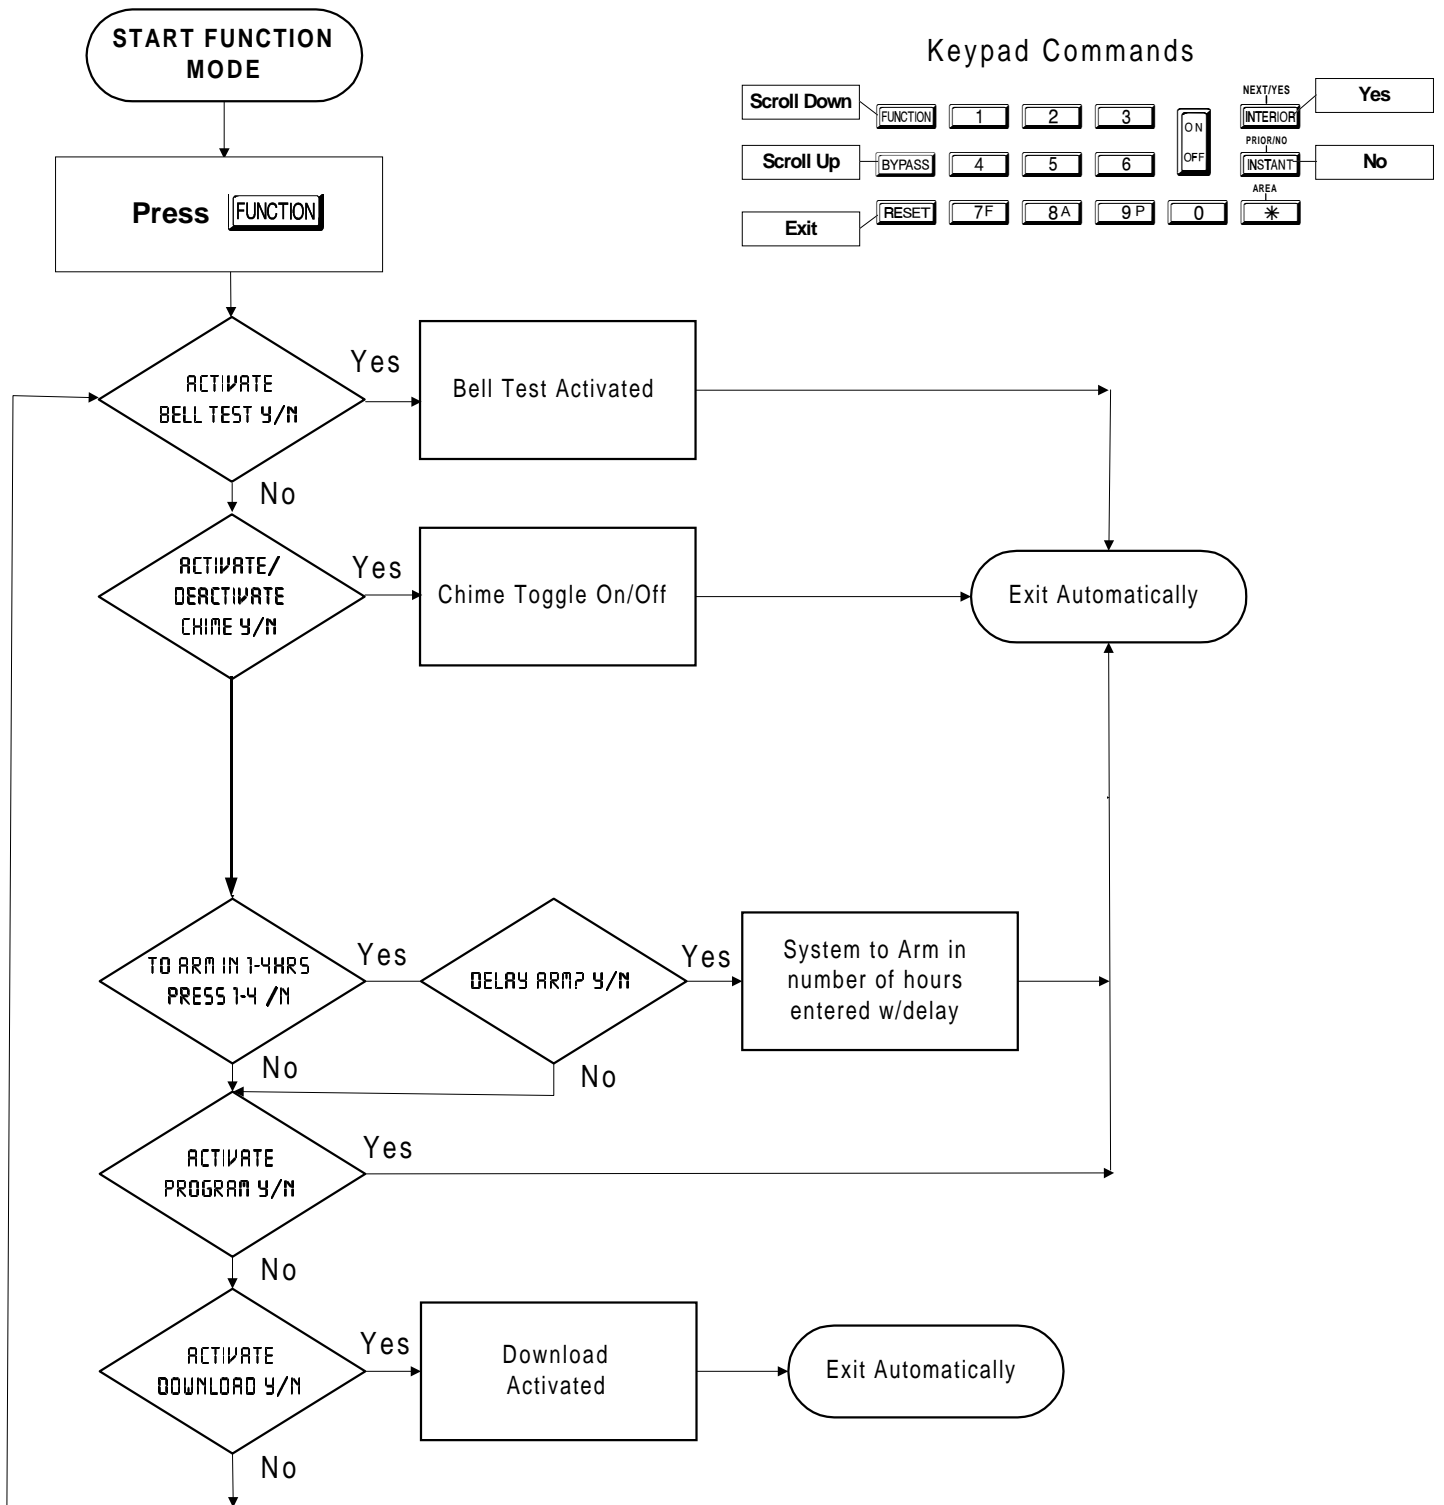 START FUNCTION
MODE
Press FUNCTION
Keypad Commands
Scroll Down
FUNCTION
1
2
3
ON
OFF
NEXT/YES
INTERIOR
Yes
Scroll Up
BYPASS
4
5
6
PRIOR/NO
INSTANT
No
Exit
RESET
7 F
8 A
9 P
0
AREA
*
ACTIVATE
BELL TEST Y/N
Yes
Bell Test Activated
No
ACTIVATE/
DEACTIVATE
CHIME Y/N
Yes
Chime Toggle On/Off
Exit Automatically
TO ARM IN 1-4HRS
PRESS 1-4 /N
Yes
DELAY ARM? Y/N
Yes
System to Arm in
number of hours
entered w/delay
No
No
ACTIVATE
PROGRAM Y/N
Yes
No
ACTIVATE
DOWNLOAD Y/N
Yes
Download
Activated
Exit Automatically
No